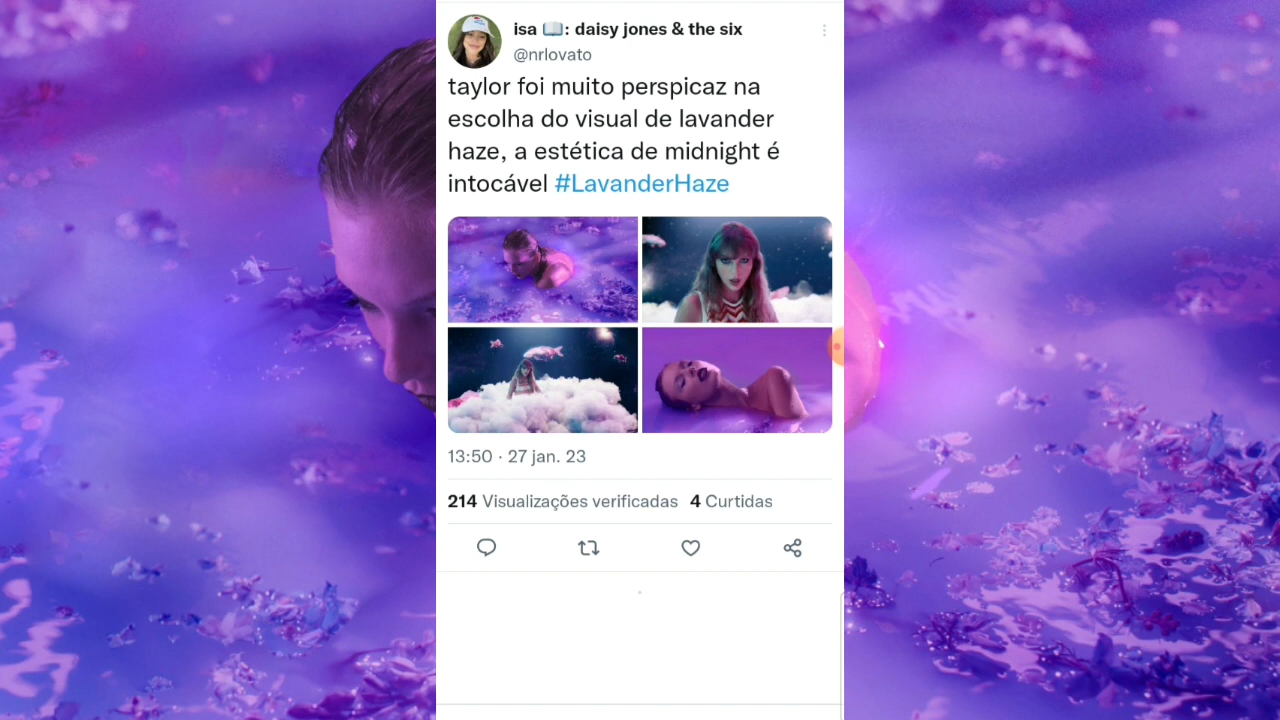 isa 📖: daisy jones & the six
@nrlovato
taylor foi muito perspicaz na
escolha do visual de lavander
haze, a estética de midnight é
intocável #LavanderHaze
13:50 · 27 jan. 23
214 Visualizações verificadas 4 Curtidas